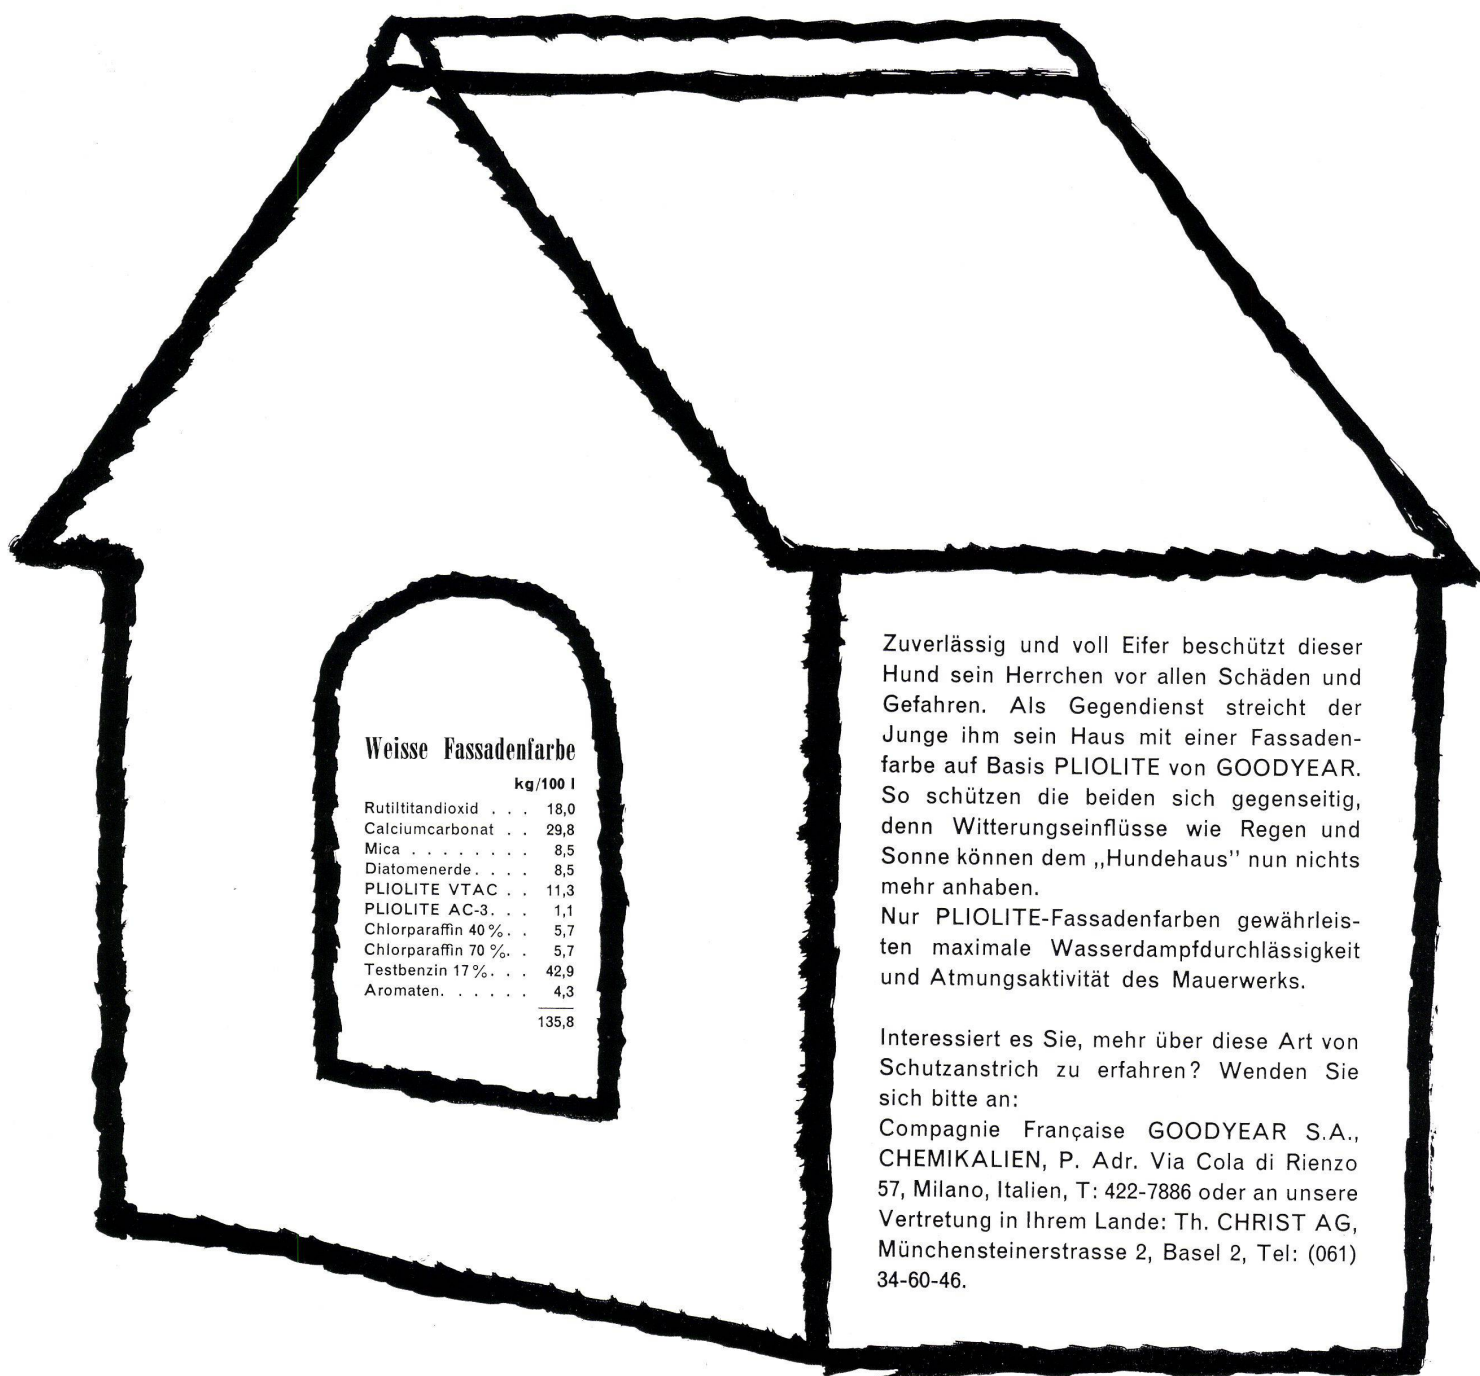 Weisse Fassadenfarbe
kg/100 l
Rutiltitandioxid . . . 18,0
Calciumcarbonat . . 29,8
Mica . . . . . . . . 8,5
Diatomenerde . . . . 8,5
PLIOLITE VTAC . . 11,3
PLIOLITE AC-3. . . 1,1
Chlorparaffin 40 %. . 5,7
Chlorparaffin 70 %. . 5,7
Testbenzin 17 %. . . 42,9
Aromaten. . . . . . 4,3
135,8
Zuverlässig und voll Eifer beschützt dieser
Hund sein Herrchen vor allen Schäden und
Gefahren. Als Gegendienst streicht der
Junge ihm sein Haus mit einer Fassaden-
farbe auf Basis PLIOLITE von GOODYEAR.
So schützen die beiden sich gegenseitig,
denn Witterungseinflüsse wie Regen und
Sonne können dem ,,Hundehaus'' nun nichts
mehr anhaben.
Nur PLIOLITE-Fassadenfarben gewährleis-
ten maximale Wasserdampfdurchlässigkeit
und Atmungsaktivität des Mauerwerks.
Interessiert es Sie, mehr über diese Art von
Schutzanstrich zu erfahren? Wenden Sie
sich bitte an:
Compagnie Française GOODYEAR S.A.,
CHEMIKALIEN, P. Adr. Via Cola di Rienzo
57, Milano, Italien, T: 422-7886 oder an unsere
Vertretung in Ihrem Lande: Th. CHRIST AG,
Münchensteinerstrasse 2, Basel 2, Tel: (061)
34-60-46.